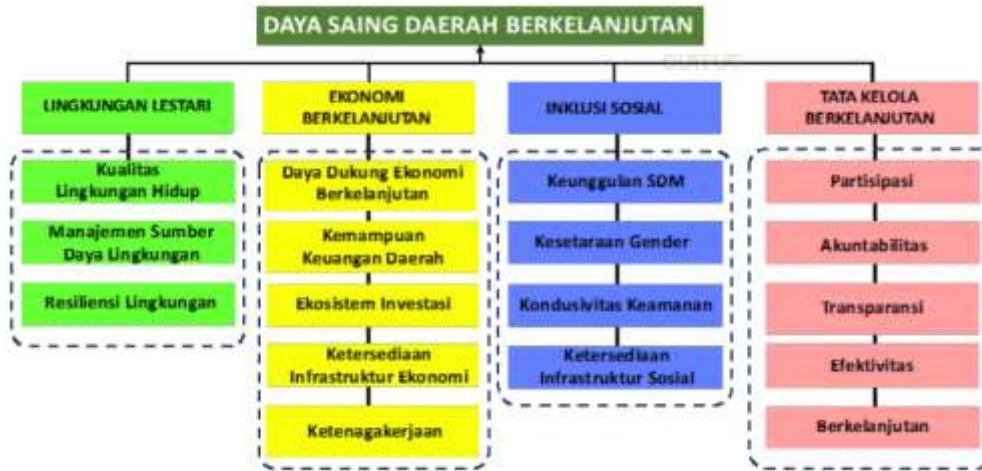 DAYA SAING DAERAH BERKELANJUTAN
LINGKUNGAN LESTARI
Kualitas
Lingkungan Hidup
Manajemen Sumber
Daya Lingkungan
Resiliensi Lingkungan
EKONOMI
BERKELANJUTAN
Daya Dukung Ekonomi
Berkelanjutan
Kemampuan
Keuangan Daerah
Ekosistem Investasi
Ketersediaan
Infrastruktur Ekonomi
Ketenagakerjaan
INKLUSI SOSIAL
Keunggulan SDM
Kesetaraan Gender
Kondusivitas Keamanan
Ketersediaan
Infrastruktur Sosial
TATA KELOLA
BERKELANJUTAN
Partisipasi
Akuntabilitas
Transparansi
Efektivitas
Berkelanjutan